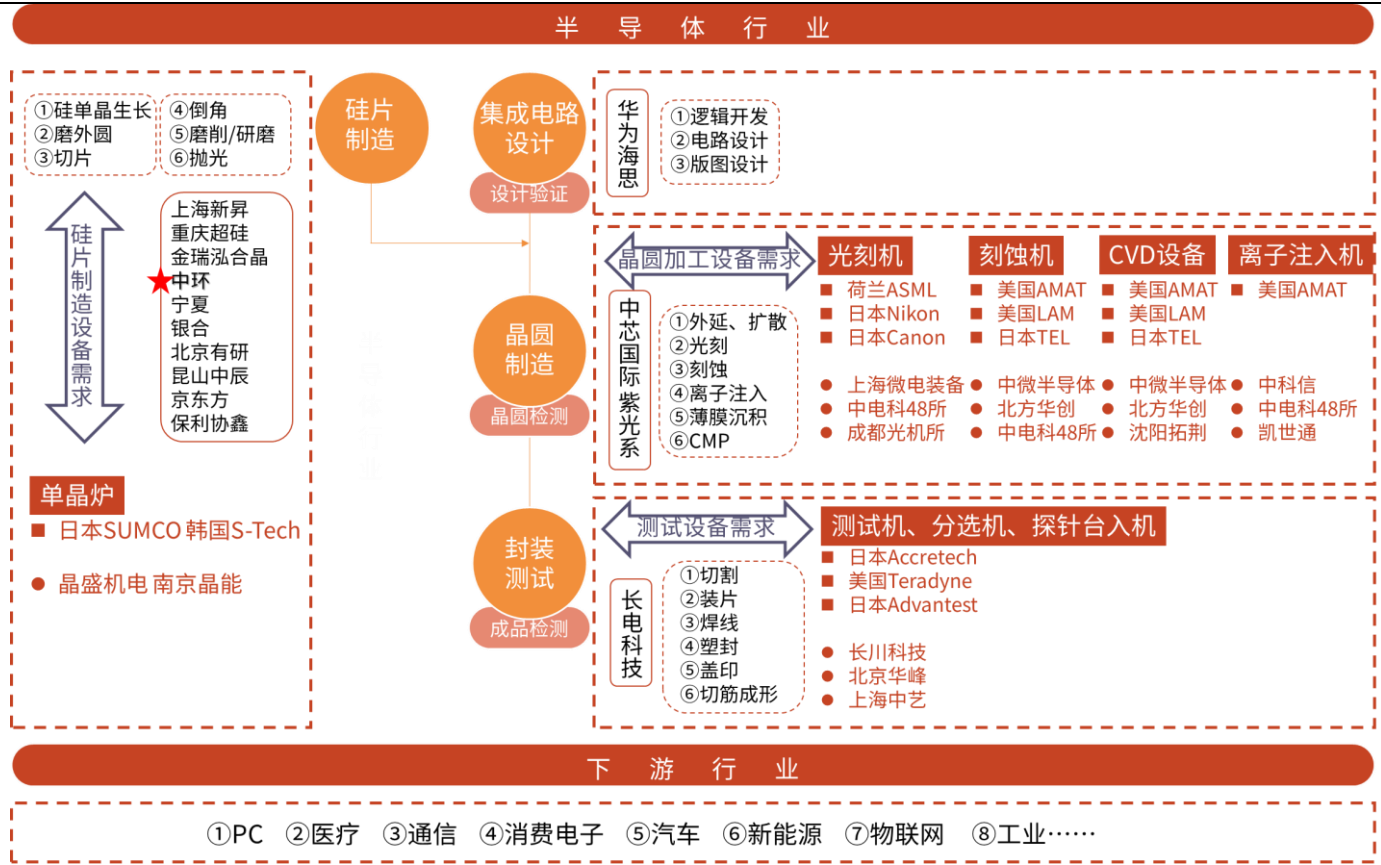 半导体行业
①硅单晶生长
②磨外圆
③切片
④倒角
⑤磨削/研磨
⑥抛光
硅片制造设备需求
上海新昇
重庆超硅
金瑞泓合晶
中环
宁夏
银合
北京有研
昆山中辰
京东方
保利协鑫
单晶炉
日本SUMCO 韩国S-Tech
晶盛机电 南京晶能
硅片
制造
集成电路
设计
设计验证
晶圆
制造
晶圆检测
封装
测试
成品检测
华为海思
①逻辑开发
②电路设计
③版图设计
晶圆加工设备需求
中芯国际紫光系
①外延、扩散
②光刻
③刻蚀
④离子注入
⑤薄膜沉积
⑥CMP
光刻机
荷兰ASML
日本Nikon
日本Canon
上海微电装备
中电科48所
成都光机所
刻蚀机
美国AMAT
美国LAM
日本TEL
中微半导体
北方华创
中电科48所
CVD设备
美国AMAT
美国LAM
日本TEL
中微半导体
北方华创
沈阳拓荆
离子注入机
美国AMAT
中科信
中电科48所
凯世通
测试设备需求
长电科技
①切割
②装片
③焊线
④塑封
⑤盖印
⑥切筋成形
测试机、分选机、探针台入机
日本Accretech
美国Teradyne
日本Advantest
长川科技
北京华峰
上海中艺
下游行业
①PC ②医疗 ③通信 ④消费电子 ⑤汽车 ⑥新能源 ⑦物联网 ⑧工业……